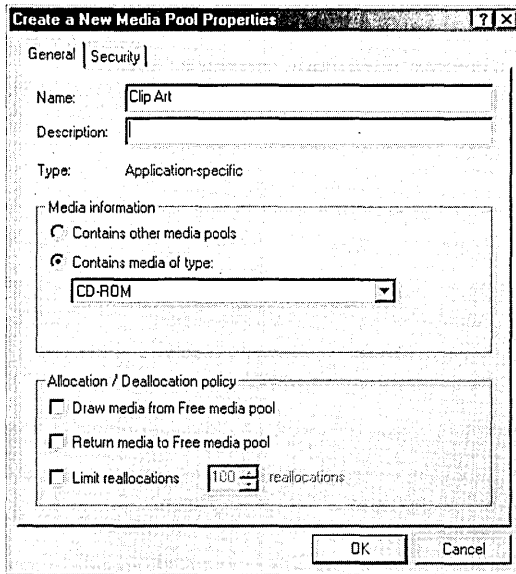 Create a New Media Pool Properties
General
Security
Name:
Clip Art
Description:
Type:
Application-specific
Media information
Contains other media pools
Contains media of type:
CD-ROM
Allocation / Deallocation policy
Draw media from Free media pool
Return media to Free media pool
Limit reallocations
100
reallocations
OK
Cancel